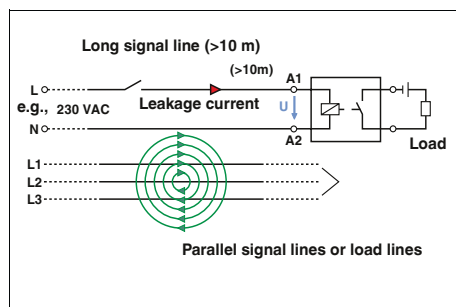 Long signal line (>10 m)
(>10m)
A1
L
Leakage current
U
e.g., 230 VAC
N
A2
Load
L1
L2
L3
Parallel signal lines or load lines